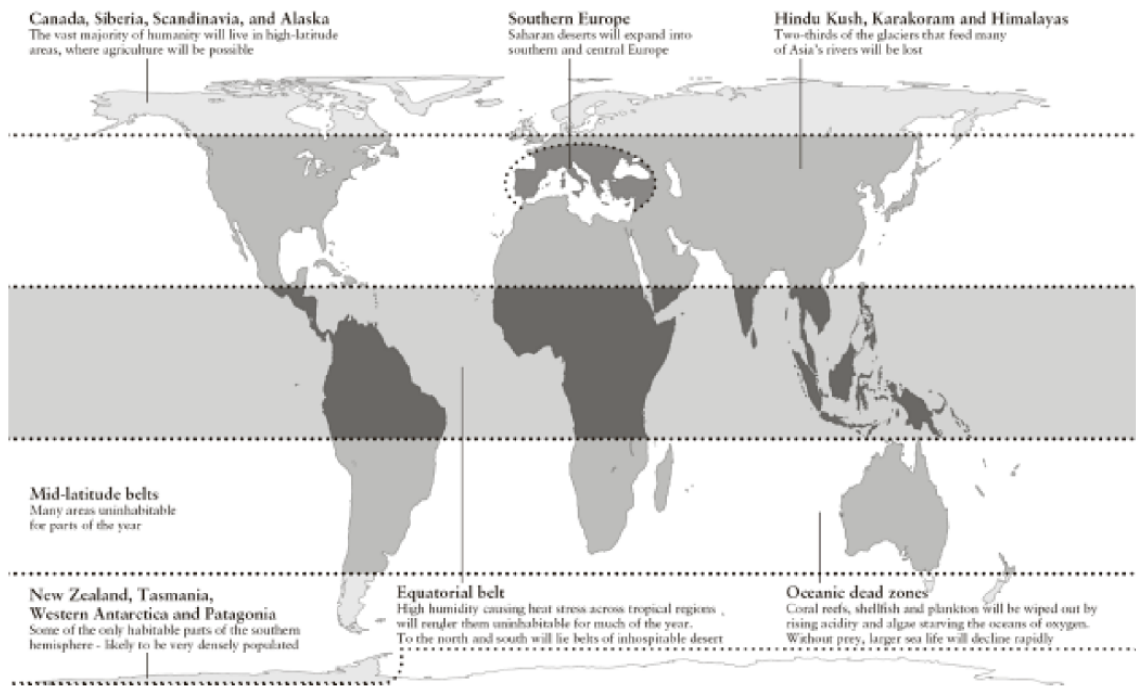 Canada, Siberia, Scandinavia, and Alaska
The vast majority of humanity will live in high-latitude
areas, where agriculture will be possible
Southern Europe
Saharan deserts will expand into
southern and central Europe
Hindu Kush, Karakoram and Himalayas
Two-thirds of the glaciers that feed many
of Asia's rivers will be lost
Mid-latitude belts
Many areas uninhabitable
for parts of the year
New Zealand, Tasmania,
Western Antarctica and Patagonia
Some of the only habitable parts of the southern
hemisphere - likely to be very densely populated
Equatorial belt
High humidity causing heat stress across tropical regions
will render them uninhabitable for much of the year.
To the north and south will lie belts of inhospitable desert
Oceanic dead zones
Coral reefs, shellfish and plankton will be wiped out by
rising acidity and algae starving the oceans of oxygen.
Without prey, larger sea life will decline rapidly